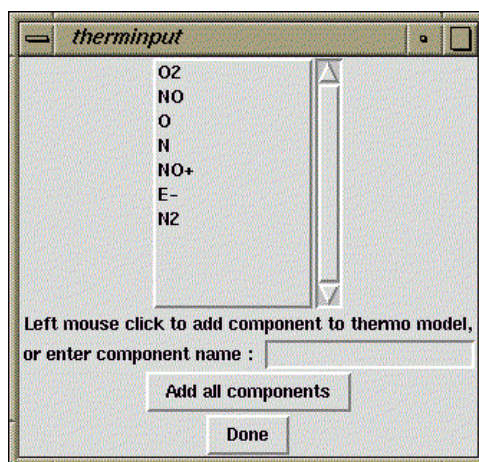 therminput
O2
NO
O
N
NO+
E-
N2
Left mouse click to add component to thermo model,
or enter component name :
Add all components
Done